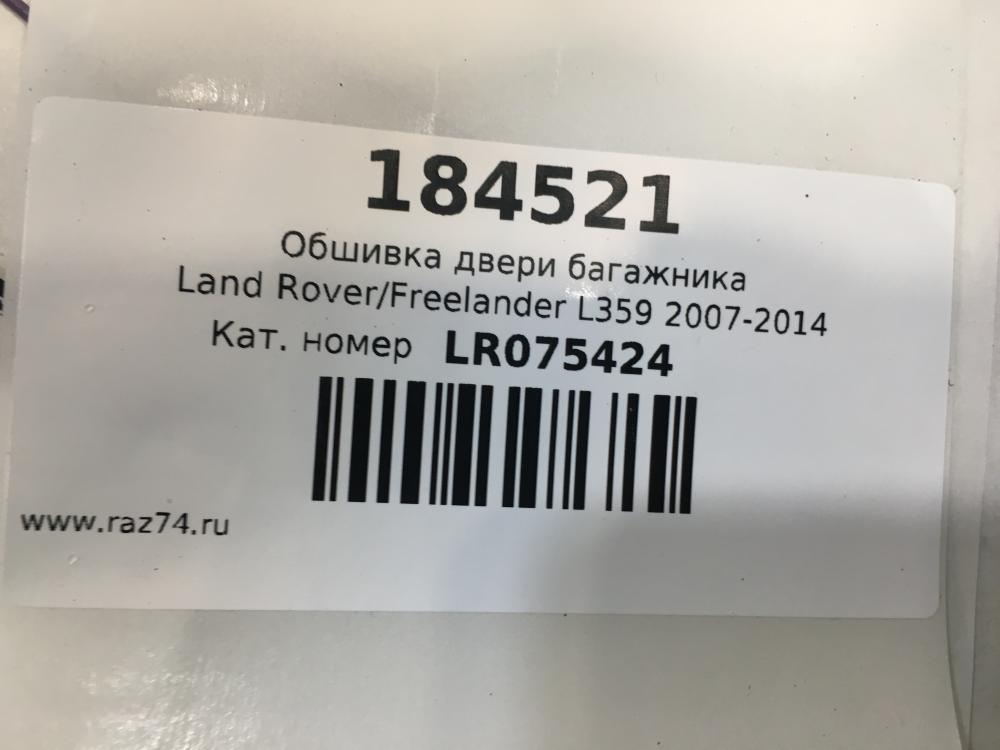 184521
Обшивка двери багажника
Land Rover/Freelander L359 2007-2014
Кат. номер LR075424
www.raz74.ru